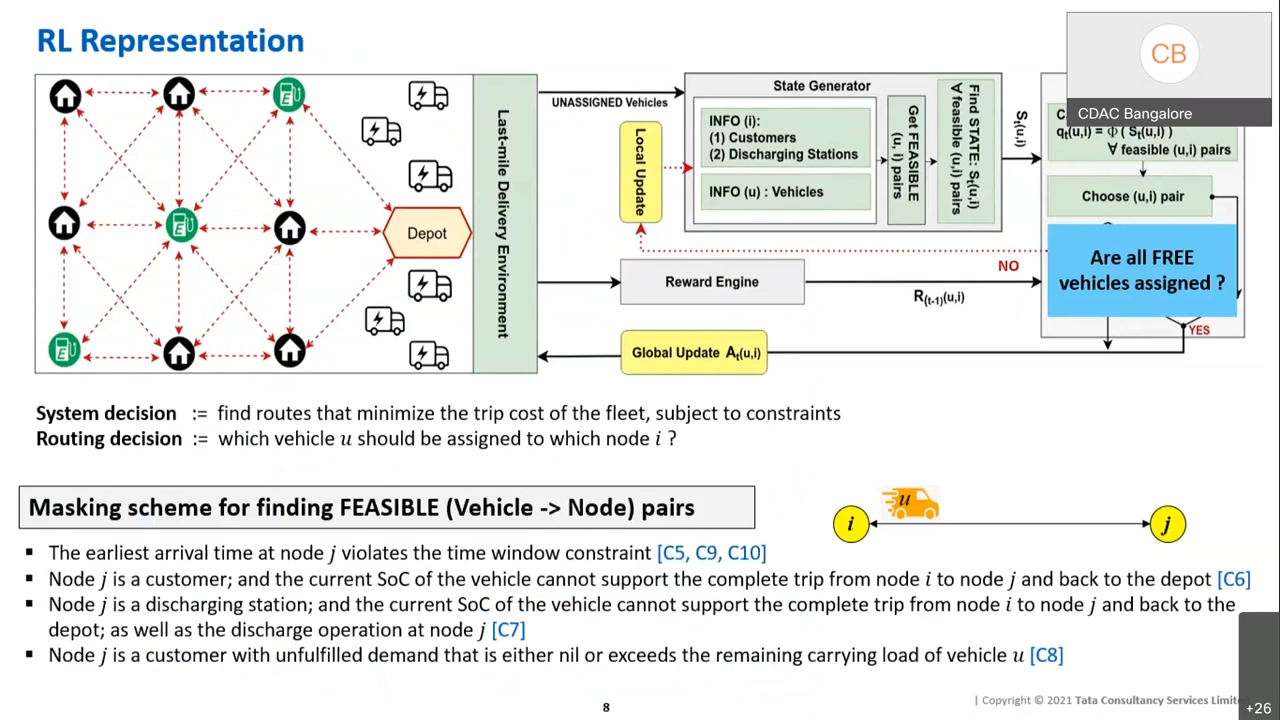 RL Representation
CB
CDAC Bangalore
UNASSIGNED Vehicles
State Generator
INFO (i):
(1) Customers
(2) Discharging Stations
INFO (u) : Vehicles
Get FEASIBLE
(u, i) pairs
Find STATE: Sₜ(u,i)
∀ feasible (u,i) pairs
Sₜ(u,i)
qₜ(u,i) = Φ ( Sₜ(u,i) )
∀ feasible (u,i) pairs
Choose (u,i) pair
Are all FREE
vehicles assigned ?
NO
YES
Local Update
Last-mile Delivery Environment
Depot
E
E
E
Reward Engine
R₍ₜ₋₁₎(u,i)
Global Update Aₜ(u,i)
System decision := find routes that minimize the trip cost of the fleet, subject to constraints
Routing decision := which vehicle u should be assigned to which node i ?
Masking scheme for finding FEASIBLE (Vehicle -> Node) pairs
i
u
j
▪ The earliest arrival time at node j violates the time window constraint [C5, C9, C10]
▪ Node j is a customer; and the current SoC of the vehicle cannot support the complete trip from node i to node j and back to the depot [C6]
▪ Node j is a discharging station; and the current SoC of the vehicle cannot support the complete trip from node i to node j and back to the
depot; as well as the discharge operation at node j [C7]
▪ Node j is a customer with unfulfilled demand that is either nil or exceeds the remaining carrying load of vehicle u [C8]
8
| Copyright © 2021 Tata Consultancy Services
+26